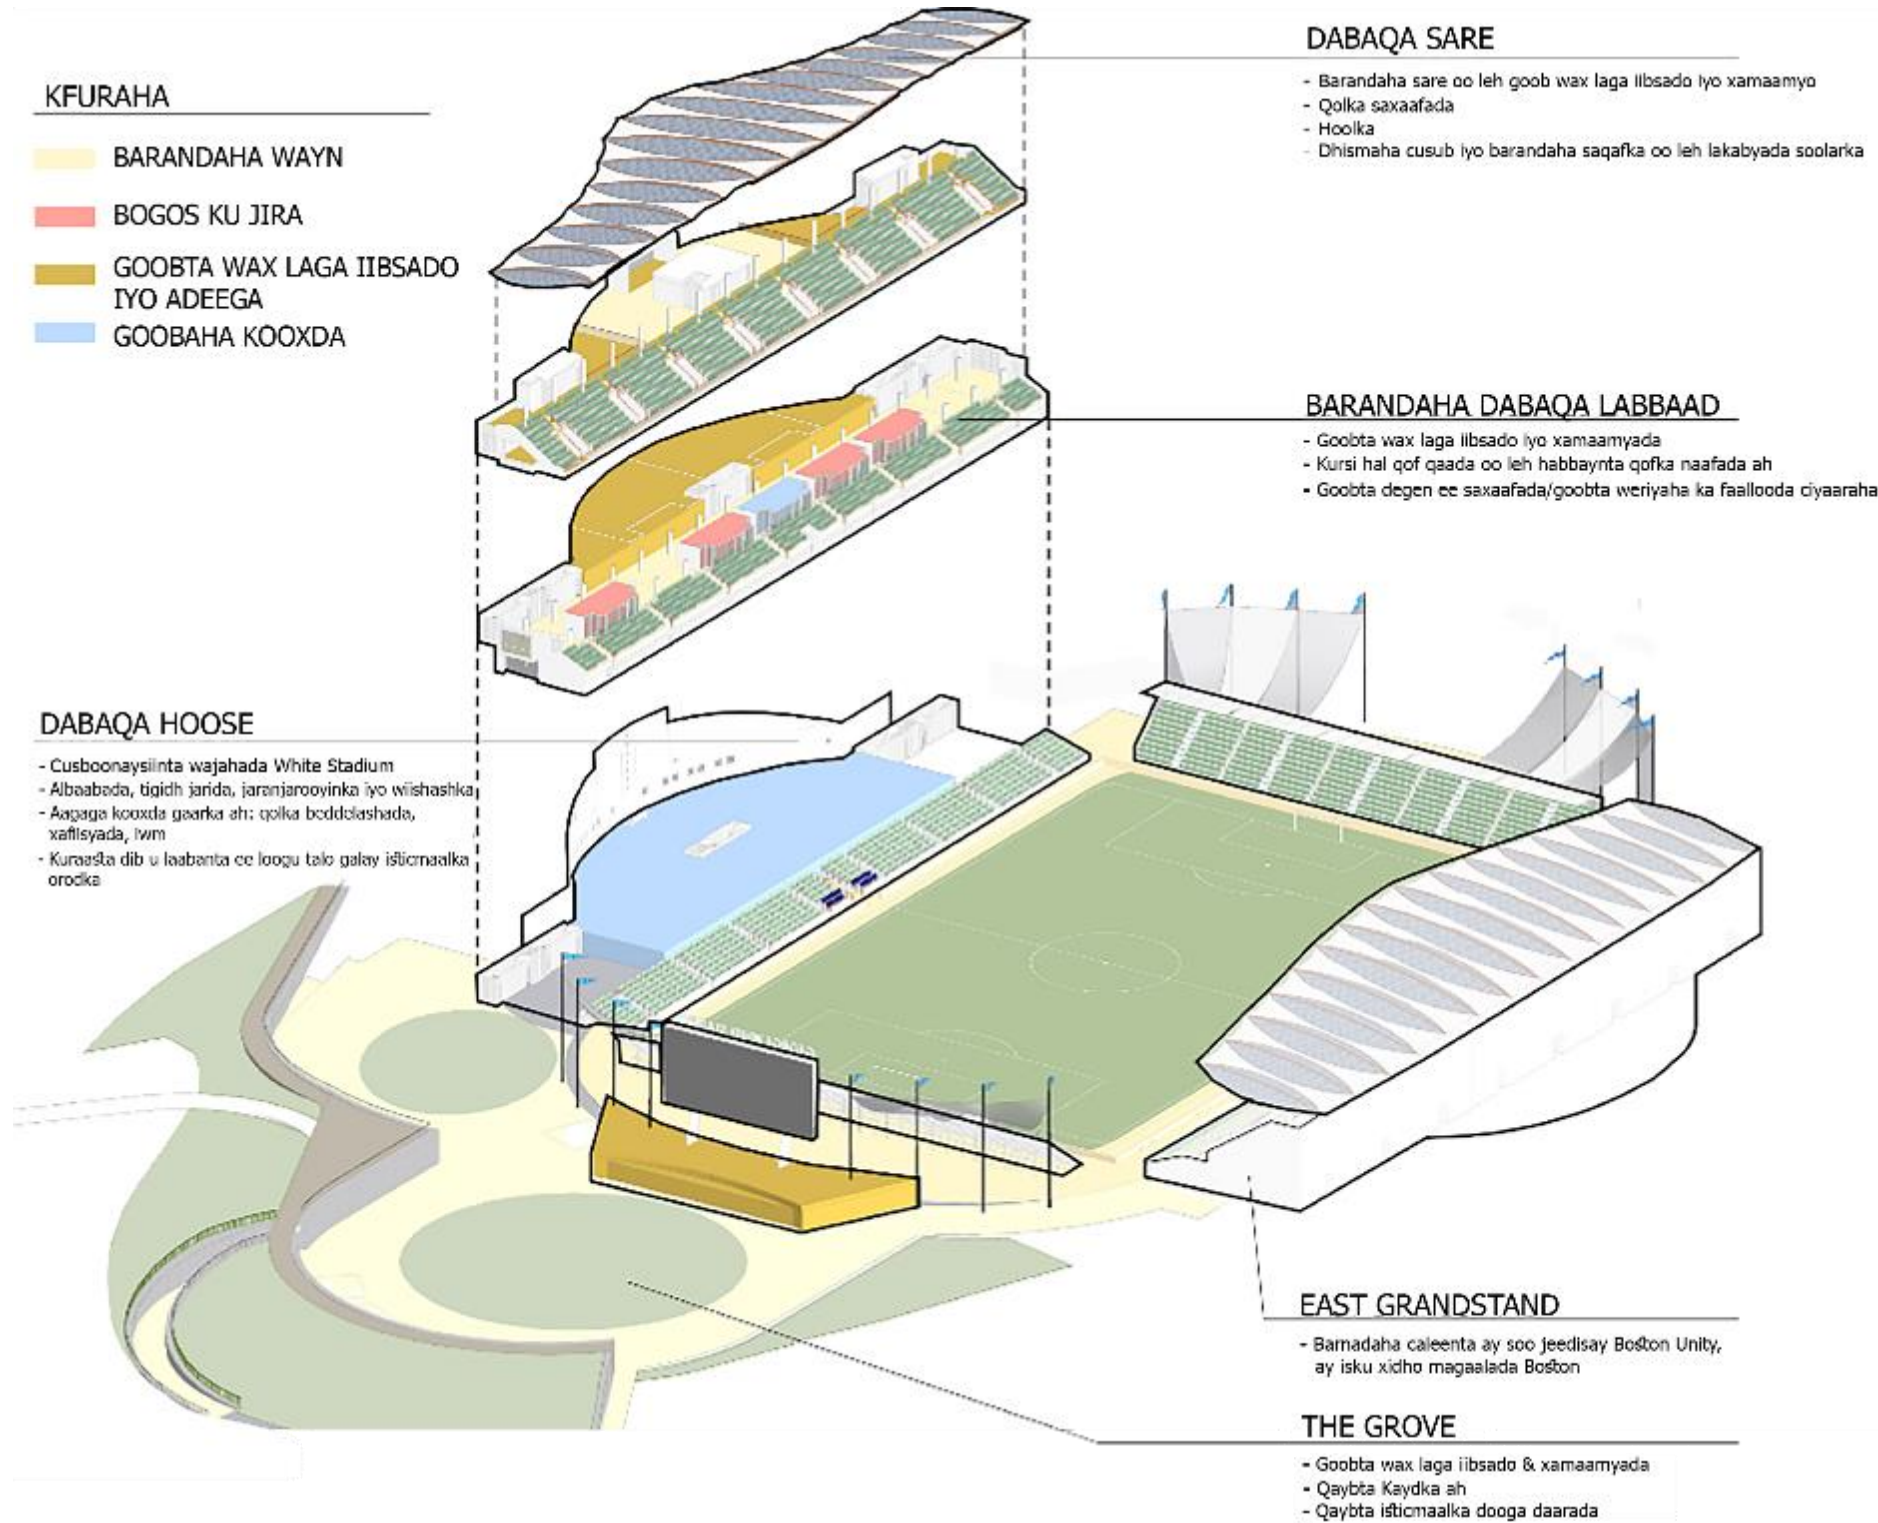 KFURAHA
BARANDAHA WAYN
BOGOS KU JIRA
GOOBTA WAX LAGA IIBSADO
IYO ADEEGA
GOOBAHA KOOXDA
DABAQA SARE
- Barandaha sare oo leh goob wax laga iibsado iyo xamaamyo
- Qolka saxaafada
- Hoolka
- Dhismaha cusub iyo barandaha saqafka oo leh lakabyada soolarka
BARANDAHA DABAQA LABBAAD
- Goobta wax laga iibsado iyo xamaamyada
- Kursi hal qof qaada oo leh habbaynta qofka naafada ah
- Goobta degen ee saxaafada/goobta weriyaha ka faallooda ciyaaraha
DABAQA HOOSE
- Cusboonaysiinta wajahada White Stadium
- Albaabada, tigidh jarida, jaranjarooyinka iyo wiishashka
- Aagaga kooxda gaarka ah: qolka beddelashada,
xafiisyada, iwm
- Kuraasta dib u laabanta ee loogu talo galay isticmaalka
orodka
EAST GRANDSTAND
- Barnadaha caleenta ay soo jeedisay Boston Unity,
ay isku xidho magaalada Boston
THE GROVE
- Goobta wax laga iibsado & xamaamyada
- Qaybta Kaydka ah
- Qaybta isticmaalka dooga daarada